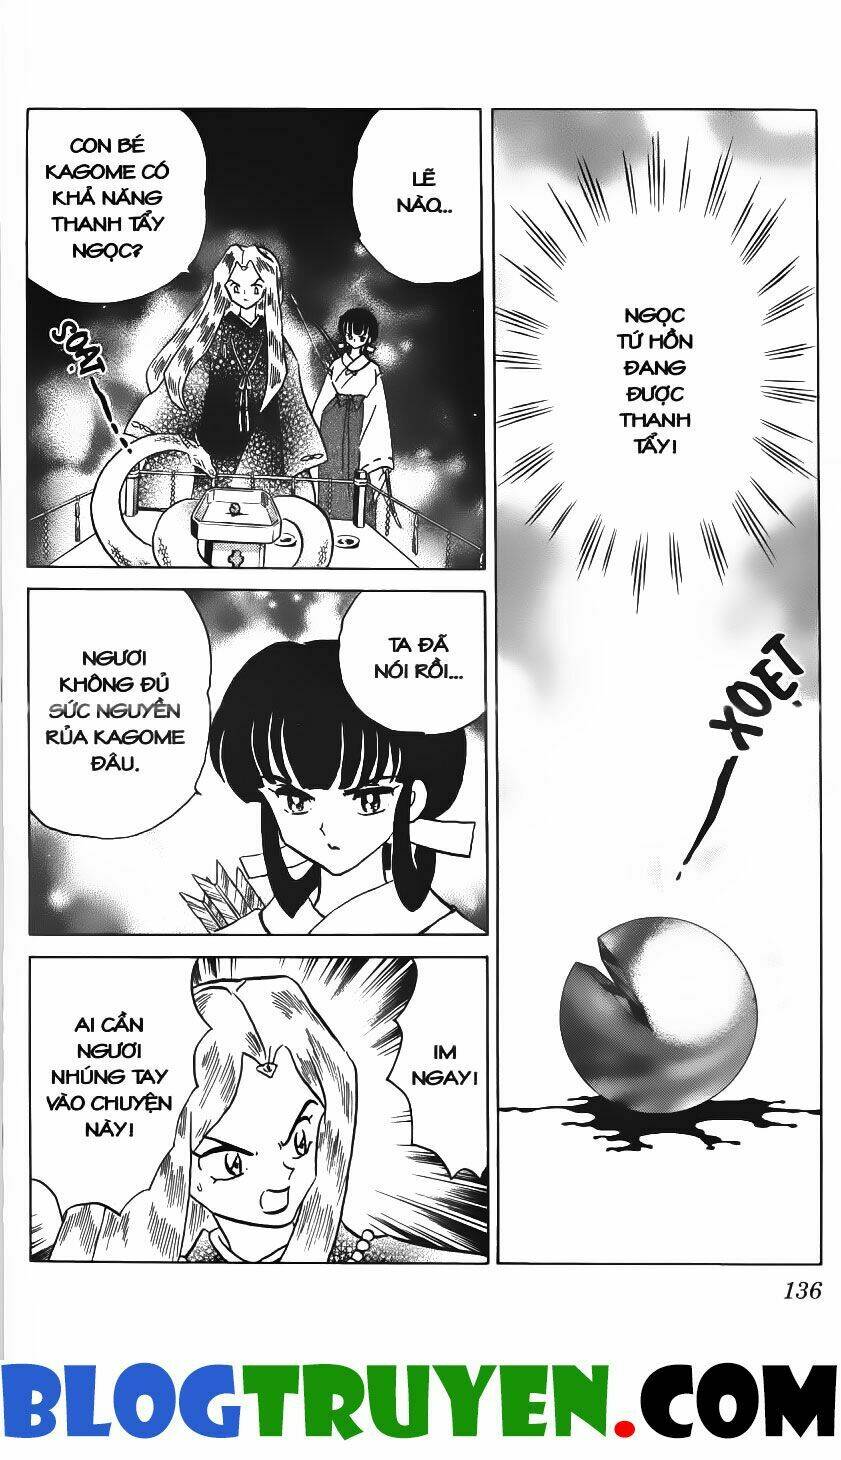 NGỌC
TỨ HỒN
ĐANG
ĐƯỢC
THANH
TẨY!
XOẸT
LẼ
NÀO...
CON BÉ
KAGOME CÓ
KHẢ NĂNG
THANH TẨY
NGỌC?
SOẠT
TA ĐÃ
NÓI RỒI...
NGƯƠI
KHÔNG ĐỦ
SỨC NGUYỀN
RỦA KAGOME
ĐÂU.
IM
NGAY!
AI CẦN
NGƯƠI
NHÚNG TAY
VÀO CHUYỆN
NÀY!
136
BLOGTRUYEN.COM